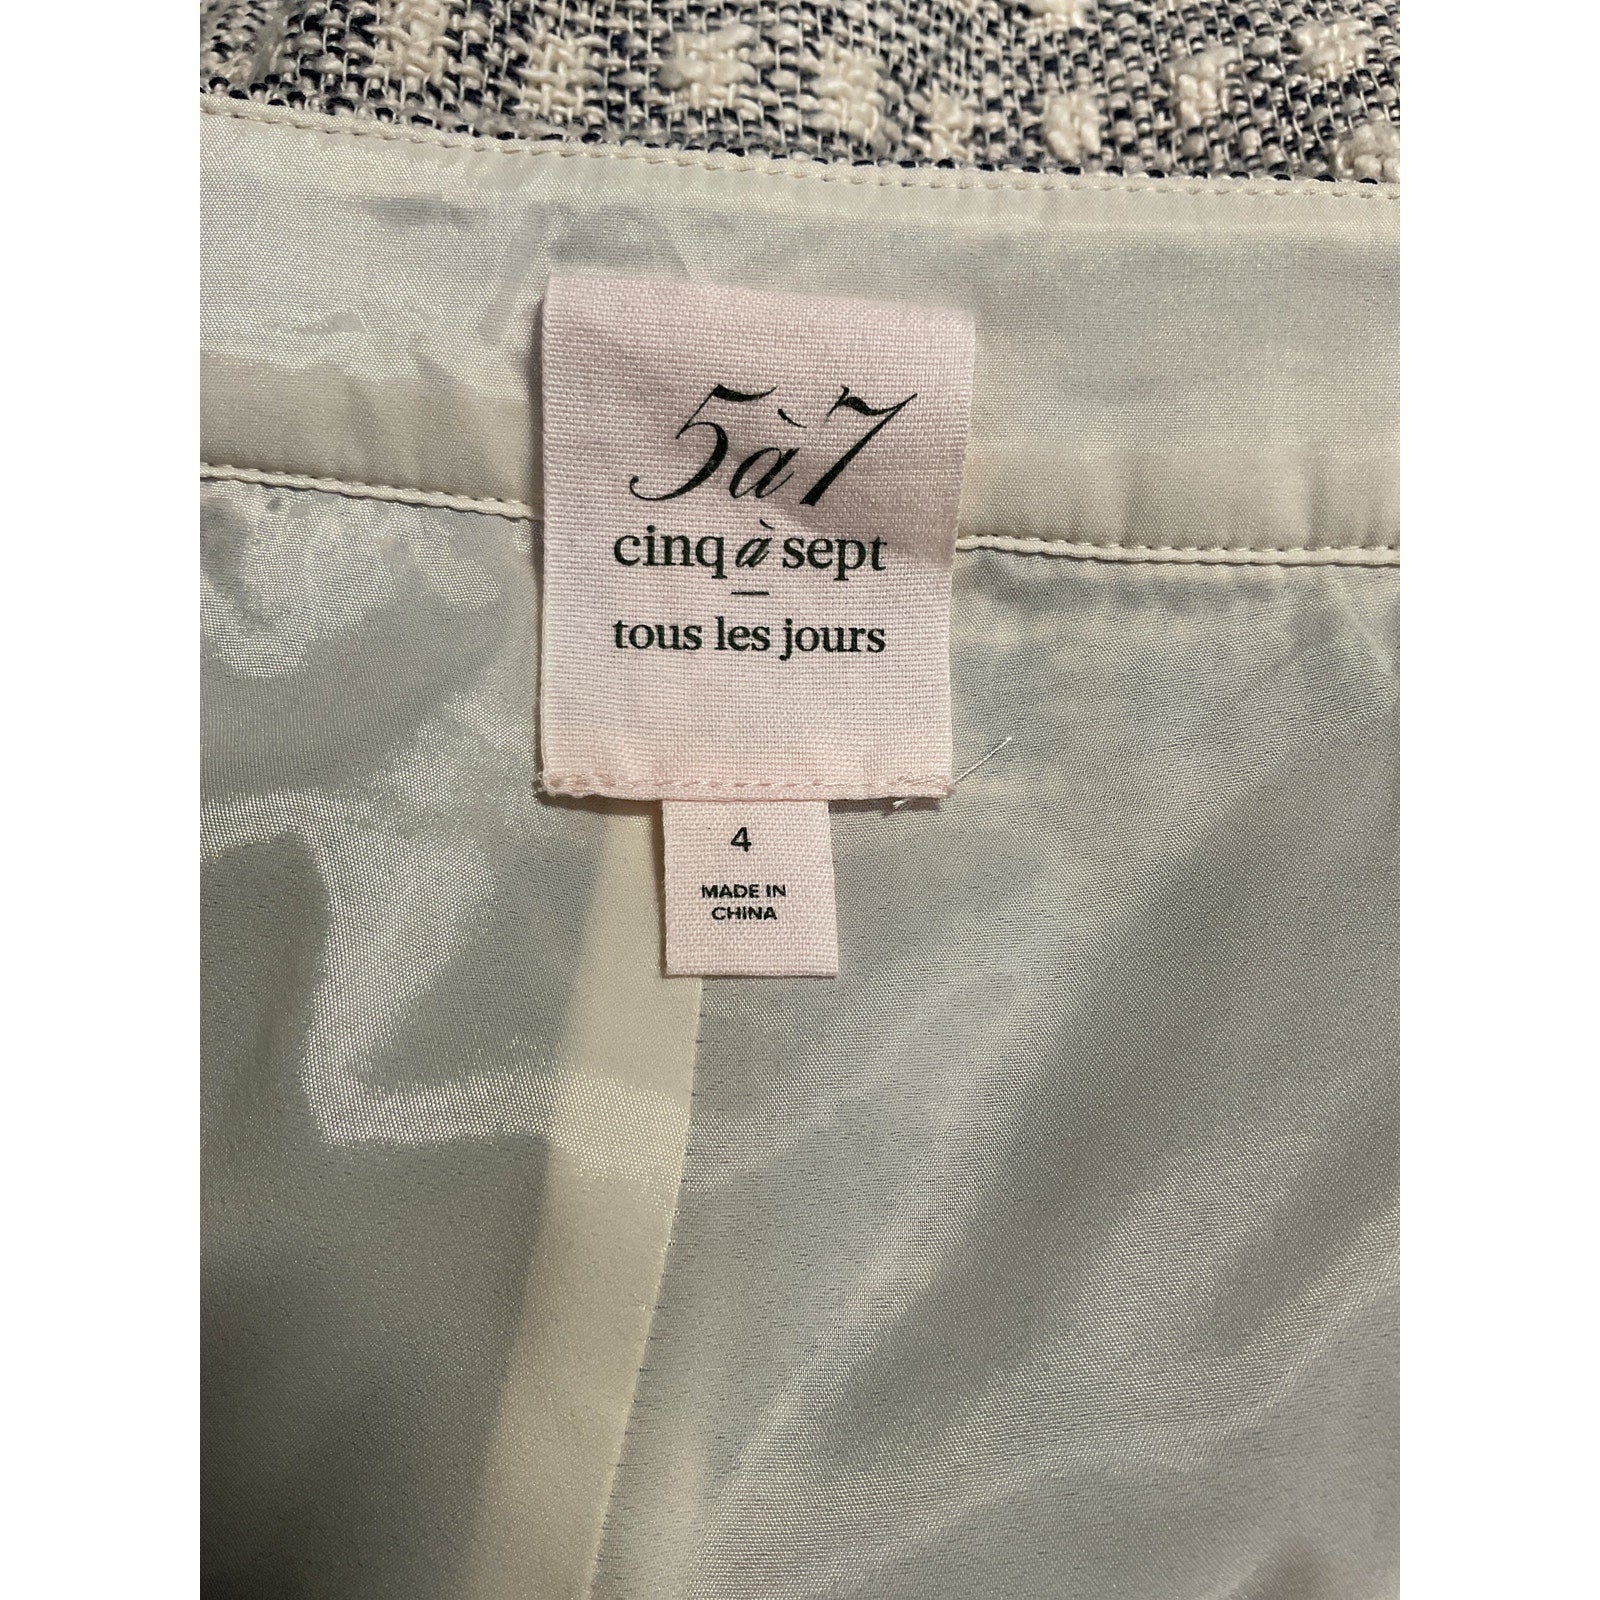 5à7
cinq à sept
tous les jours
4
MADE IN
CHINA